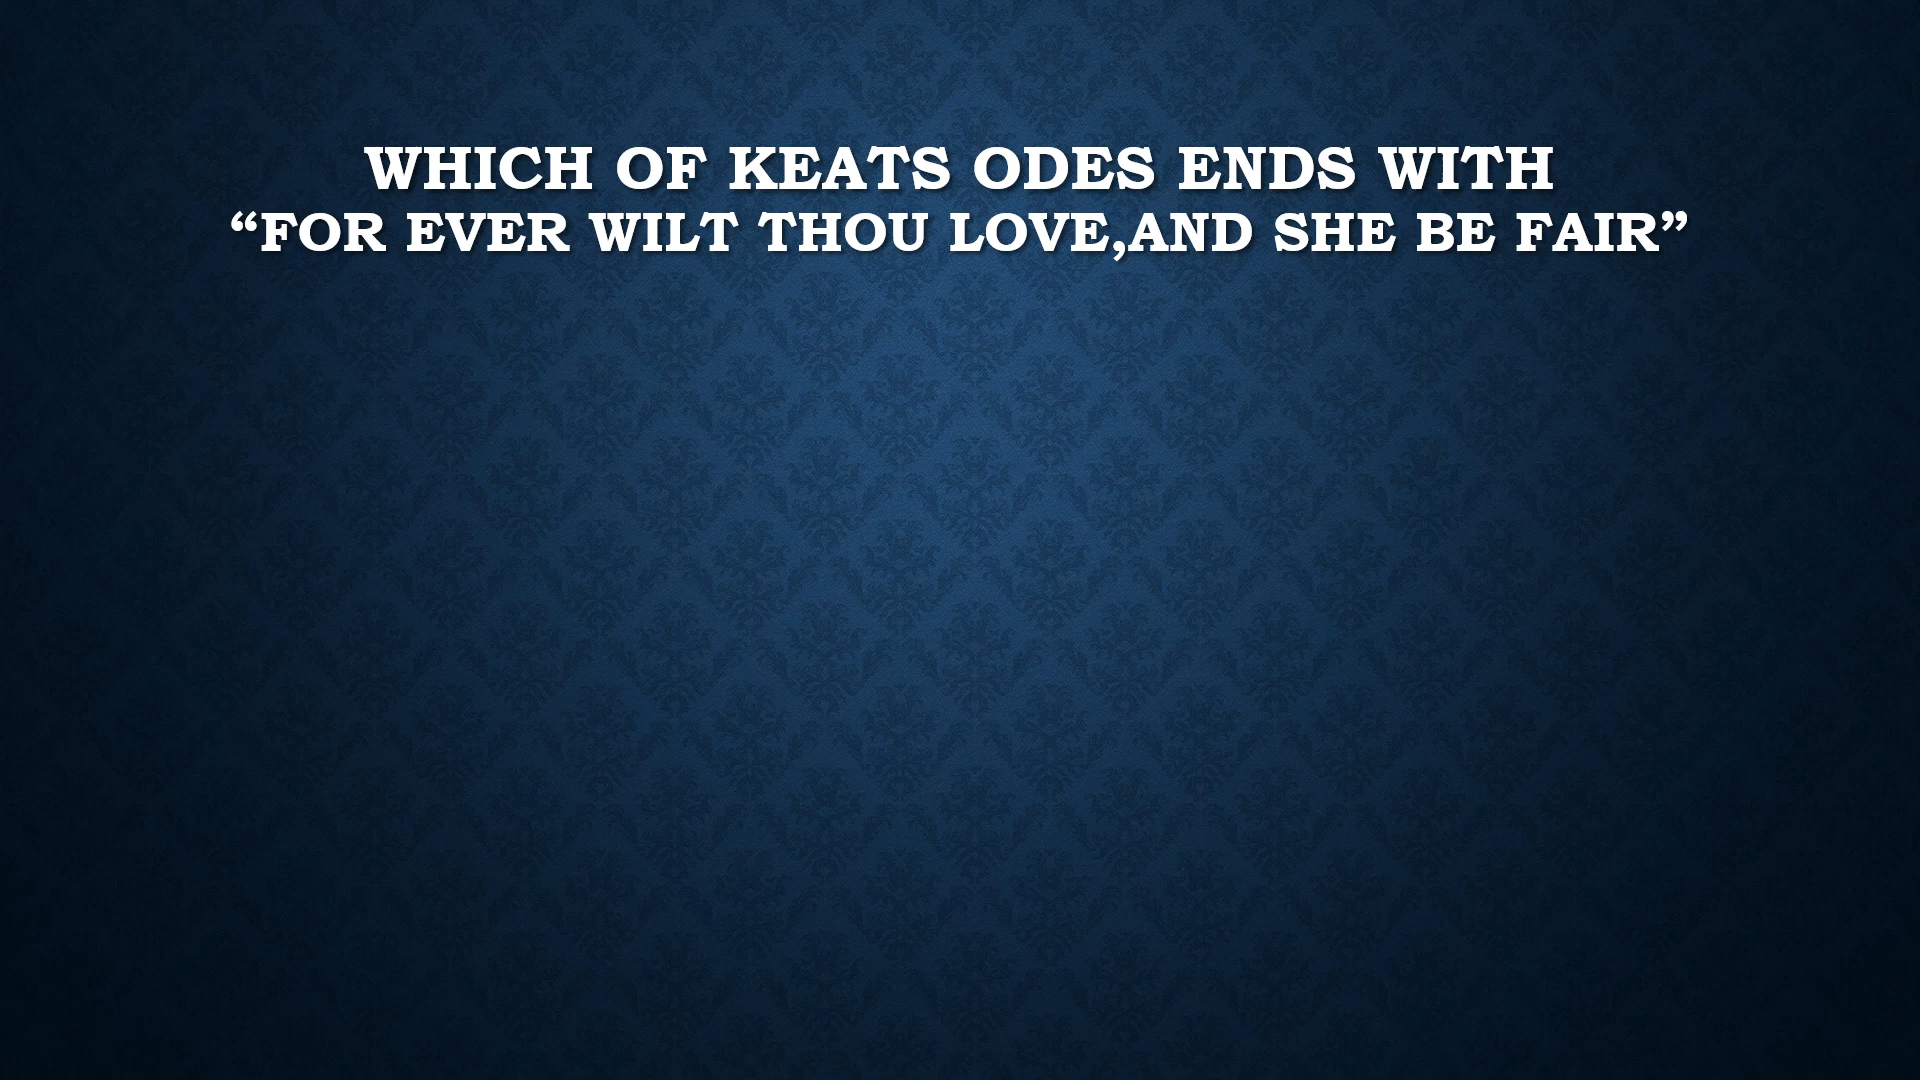 WHICH OF KEATS ODES ENDS WITH
“FOR EVER WILT THOU LOVE,AND SHE BE FAIR”